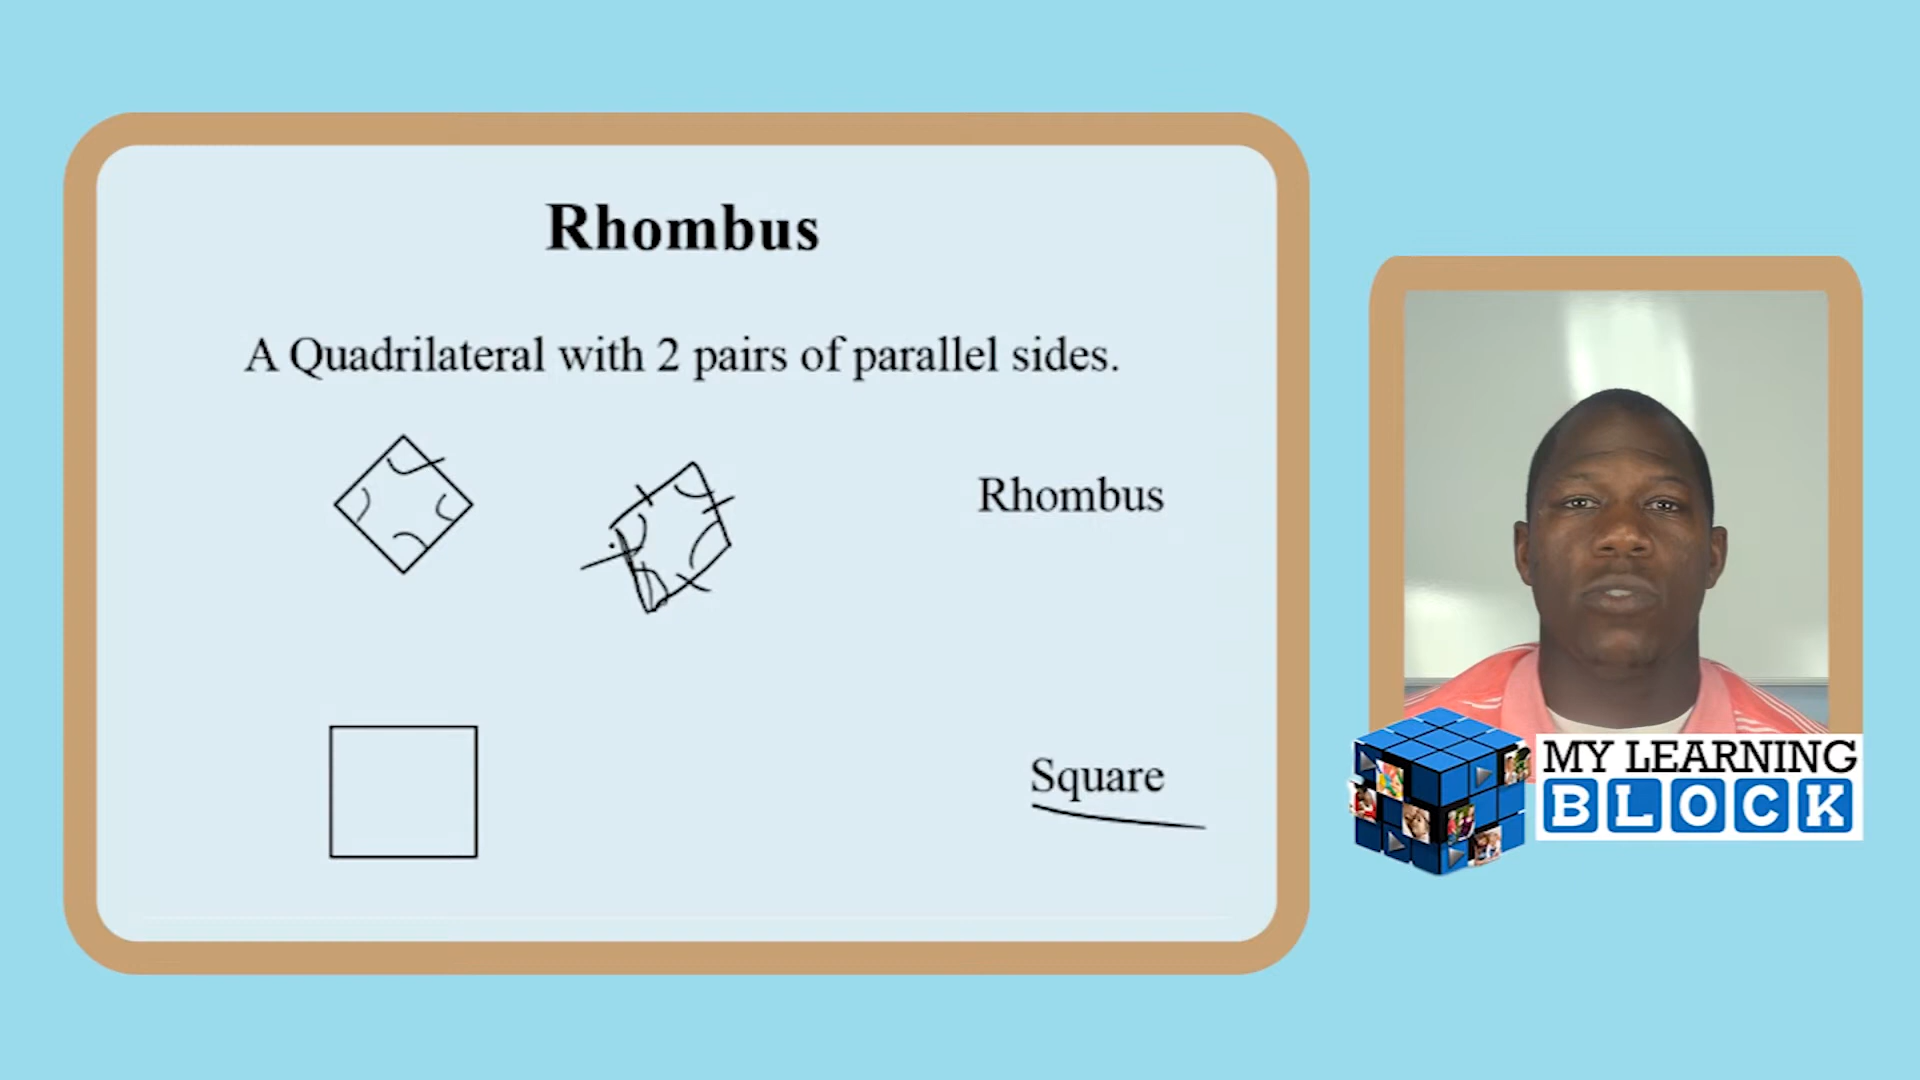 Rhombus
A Quadrilateral with 2 pairs of parallel sides.
Rhombus
Square
MY LEARNING
BLOCK